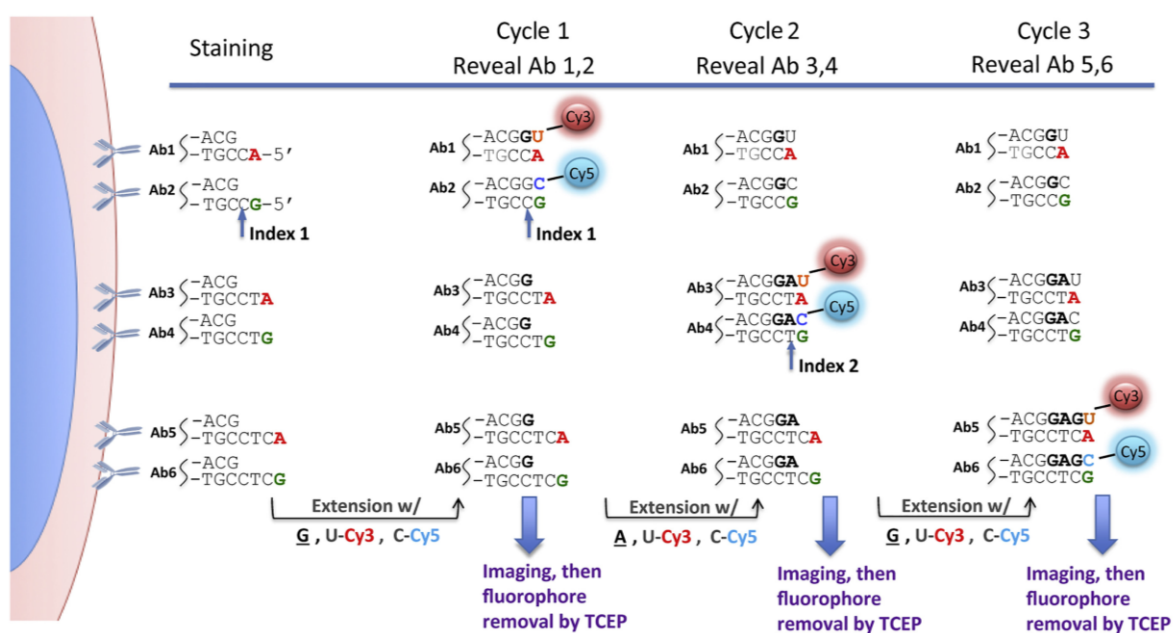 Staining
Cycle 1
Reveal Ab 1,2
Cycle 2
Reveal Ab 3,4
Cycle 3
Reveal Ab 5,6
Ab1
-ACG
-TGCCA-5′
Ab2
-ACG
-TGCCG-5′
Index 1
Ab3
-ACG
-TGCCTA
Ab4
-ACG
-TGCCTG
Ab5
-ACG
-TGCCTCA
Ab6
-ACG
-TGCCTCG
Ab1
-ACGGU
Cy3
-TGCCA
Ab2
-ACGGC
Cy5
-TGCCG
Index 1
Ab3
-ACGG
-TGCCTA
Ab4
-ACGG
-TGCCTG
Ab5
-ACGG
-TGCCTCA
Ab6
-ACGG
-TGCCTCG
Ab1
-ACGGU
-TGCCA
Ab2
-ACGGC
-TGCCG
Ab3
-ACGGAU
Cy3
-TGCCTA
Ab4
-ACGGAC
Cy5
-TGCCTG
Index 2
Ab5
-ACGGA
-TGCCTCA
Ab6
-ACGGA
-TGCCTCG
Ab1
-ACGGU
-TGCCA
Ab2
-ACGGC
-TGCCG
Ab3
-ACGGAU
-TGCCTA
Ab4
-ACGGAC
-TGCCTG
Ab5
-ACGGAGU
Cy3
-TGCCTCA
Ab6
-ACGGAGC
Cy5
-TGCCTCG
Extension w/
G , U-Cy3 , C-Cy5
Extension w/
A , U-Cy3 , C-Cy5
Extension w/
G , U-Cy3 , C-Cy5
Imaging, then
fluorophore
removal by TCEP
Imaging, then
fluorophore
removal by TCEP
Imaging, then
fluorophore
removal by TCEP